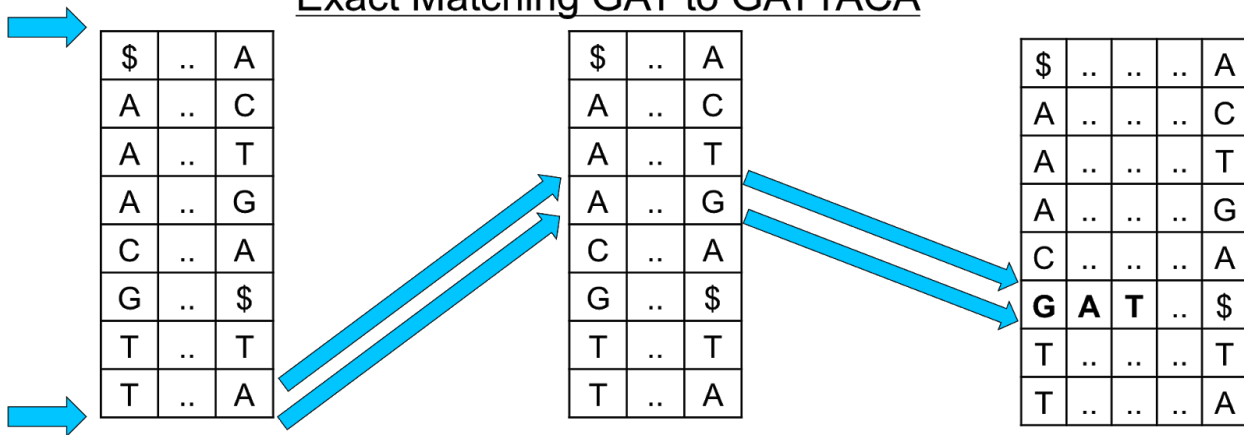 Exact Matching GAT to GATTACA
$ .. A
A .. C
A .. T
A .. G
C .. A
G .. $
T .. T
T .. A
$ .. A
A .. C
A .. T
A .. G
C .. A
G .. $
T .. T
T .. A
$ .. .. .. A
A .. .. .. C
A .. .. .. T
A .. .. .. G
C .. .. .. A
G A T .. $
T .. .. .. T
T .. .. .. A